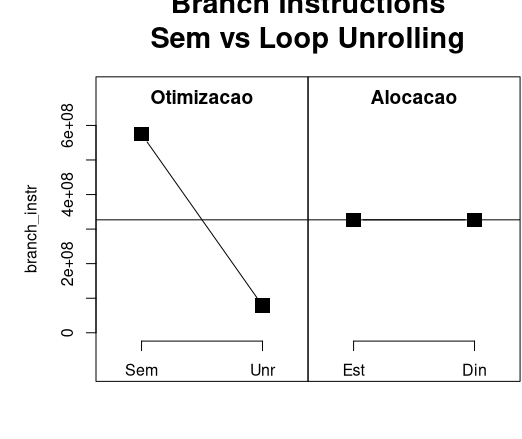 Branch Instructions
Sem vs Loop Unrolling
Otimizacao
Alocacao
branch_instr
6e+08
4e+08
2e+08
0
Sem
Unr
Est
Din